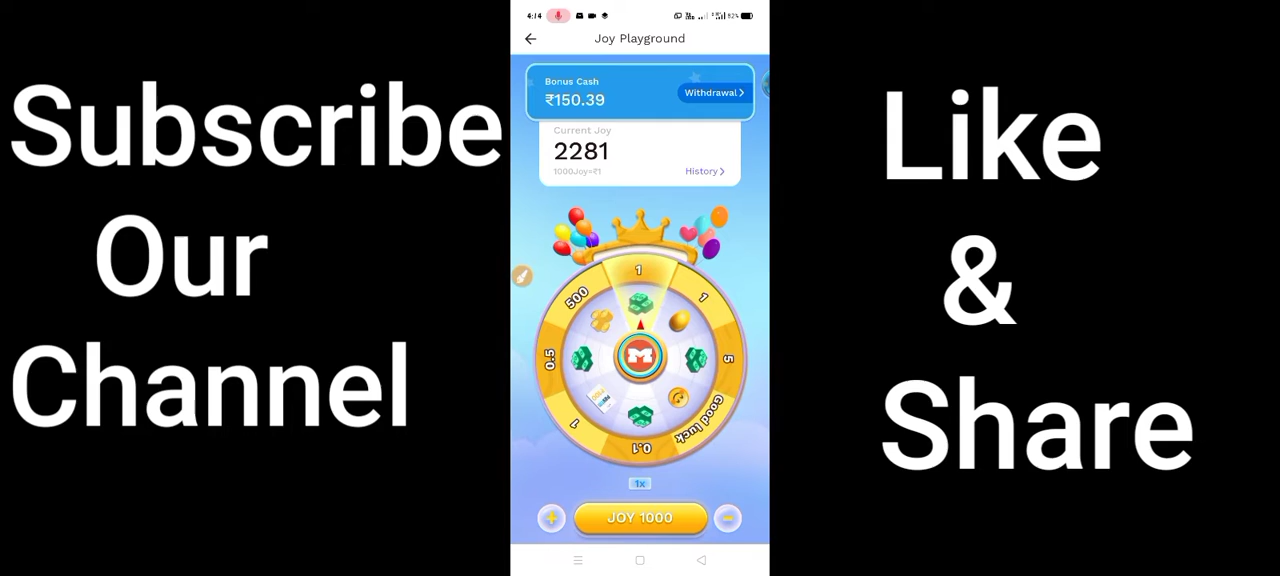 Subscribe
Our
Channel
4:14
82%
Joy Playground
Bonus Cash
₹150.39
Withdrawal
Current Joy
2281
1000Joy=₹1
History
1
1
5
Good luck
0.1
1
0.5
500
M
1x
+
JOY 1000
-
Like
&
Share